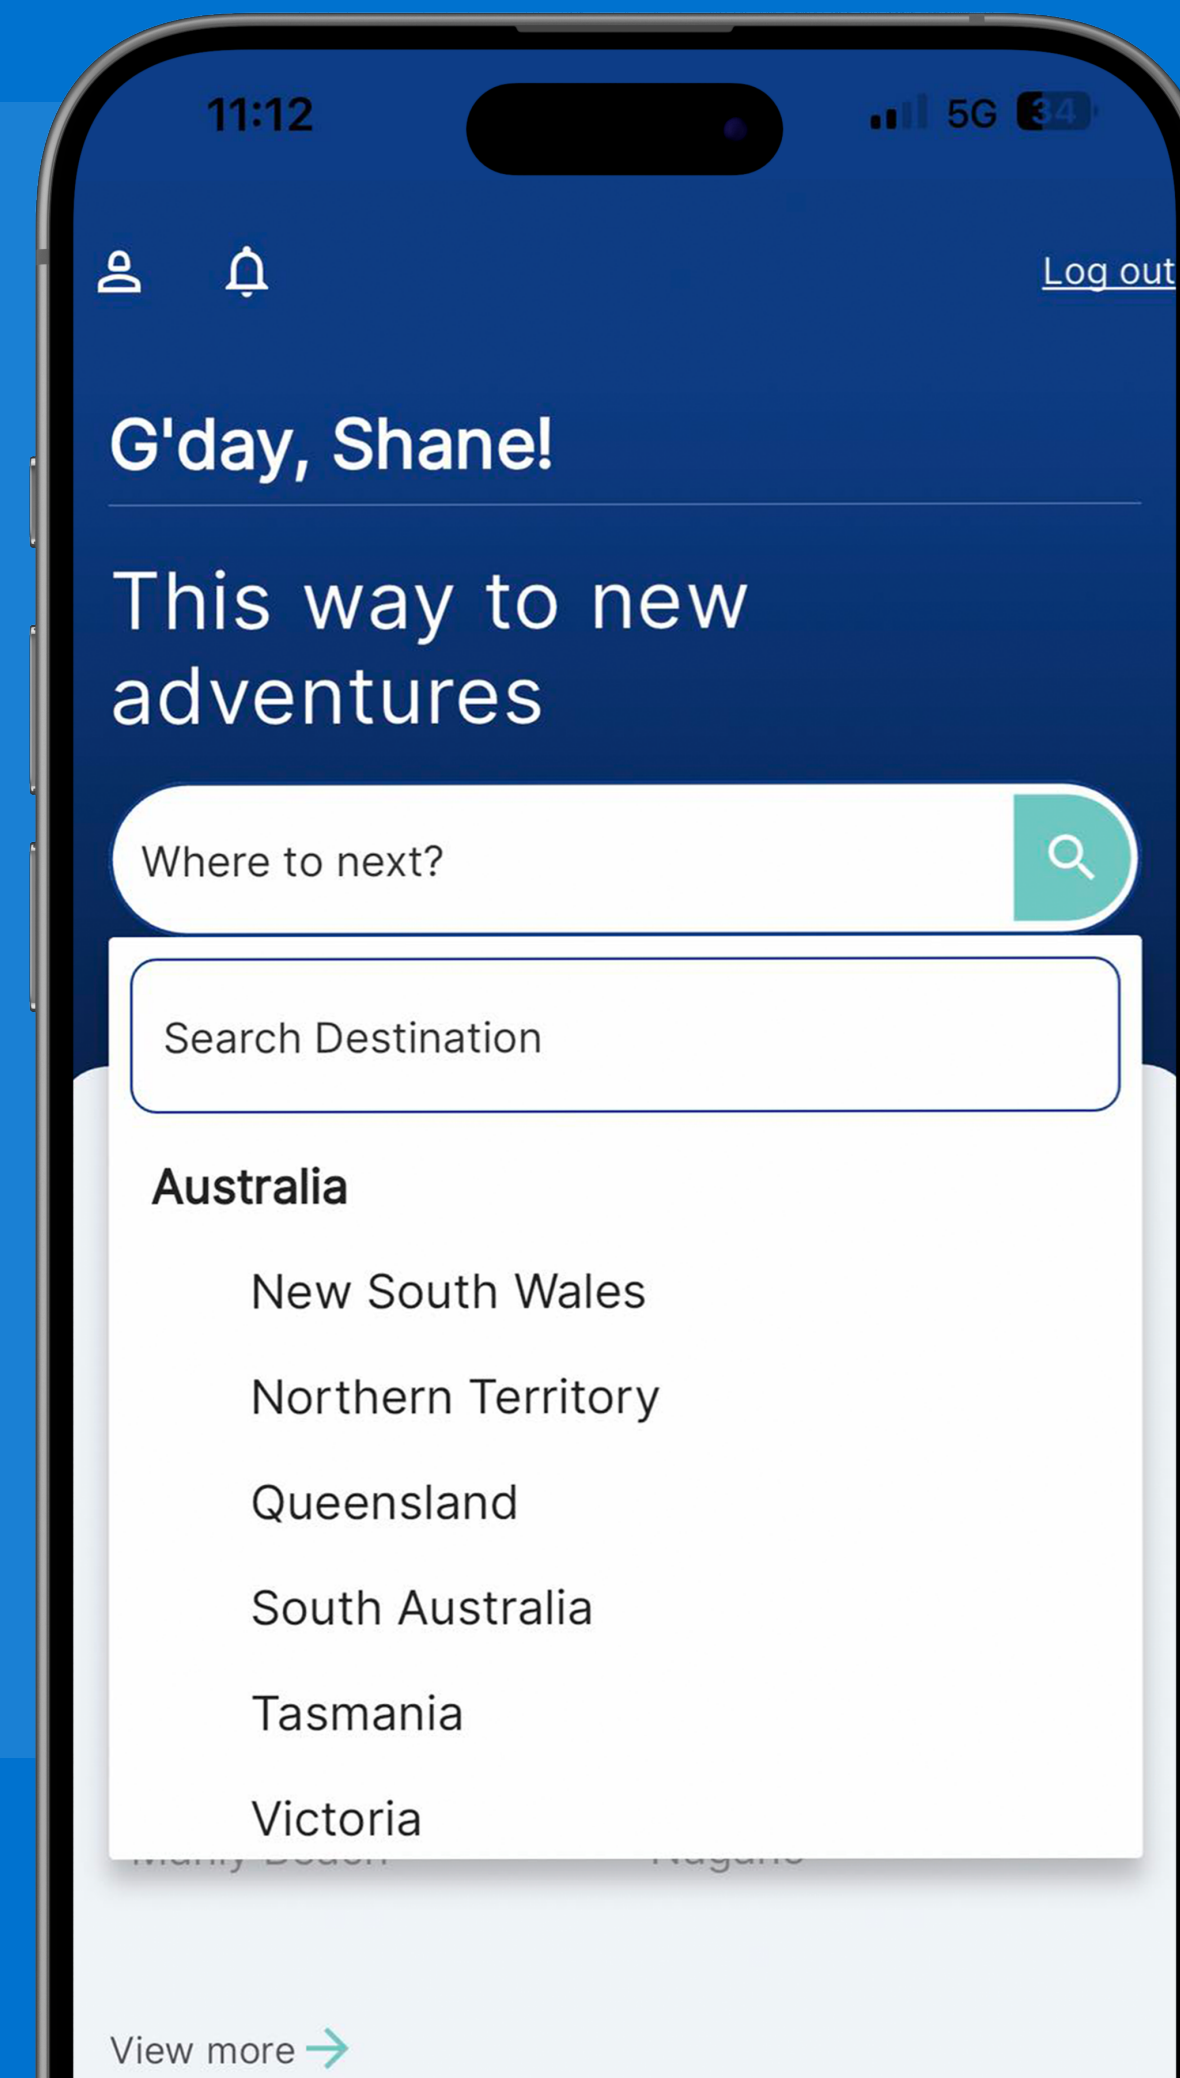 11:12
5G 34
Log out
G'day, Shane!
This way to new
adventures
Where to next?
Search Destination
Australia
New South Wales
Northern Territory
Queensland
South Australia
Tasmania
Victoria
View more